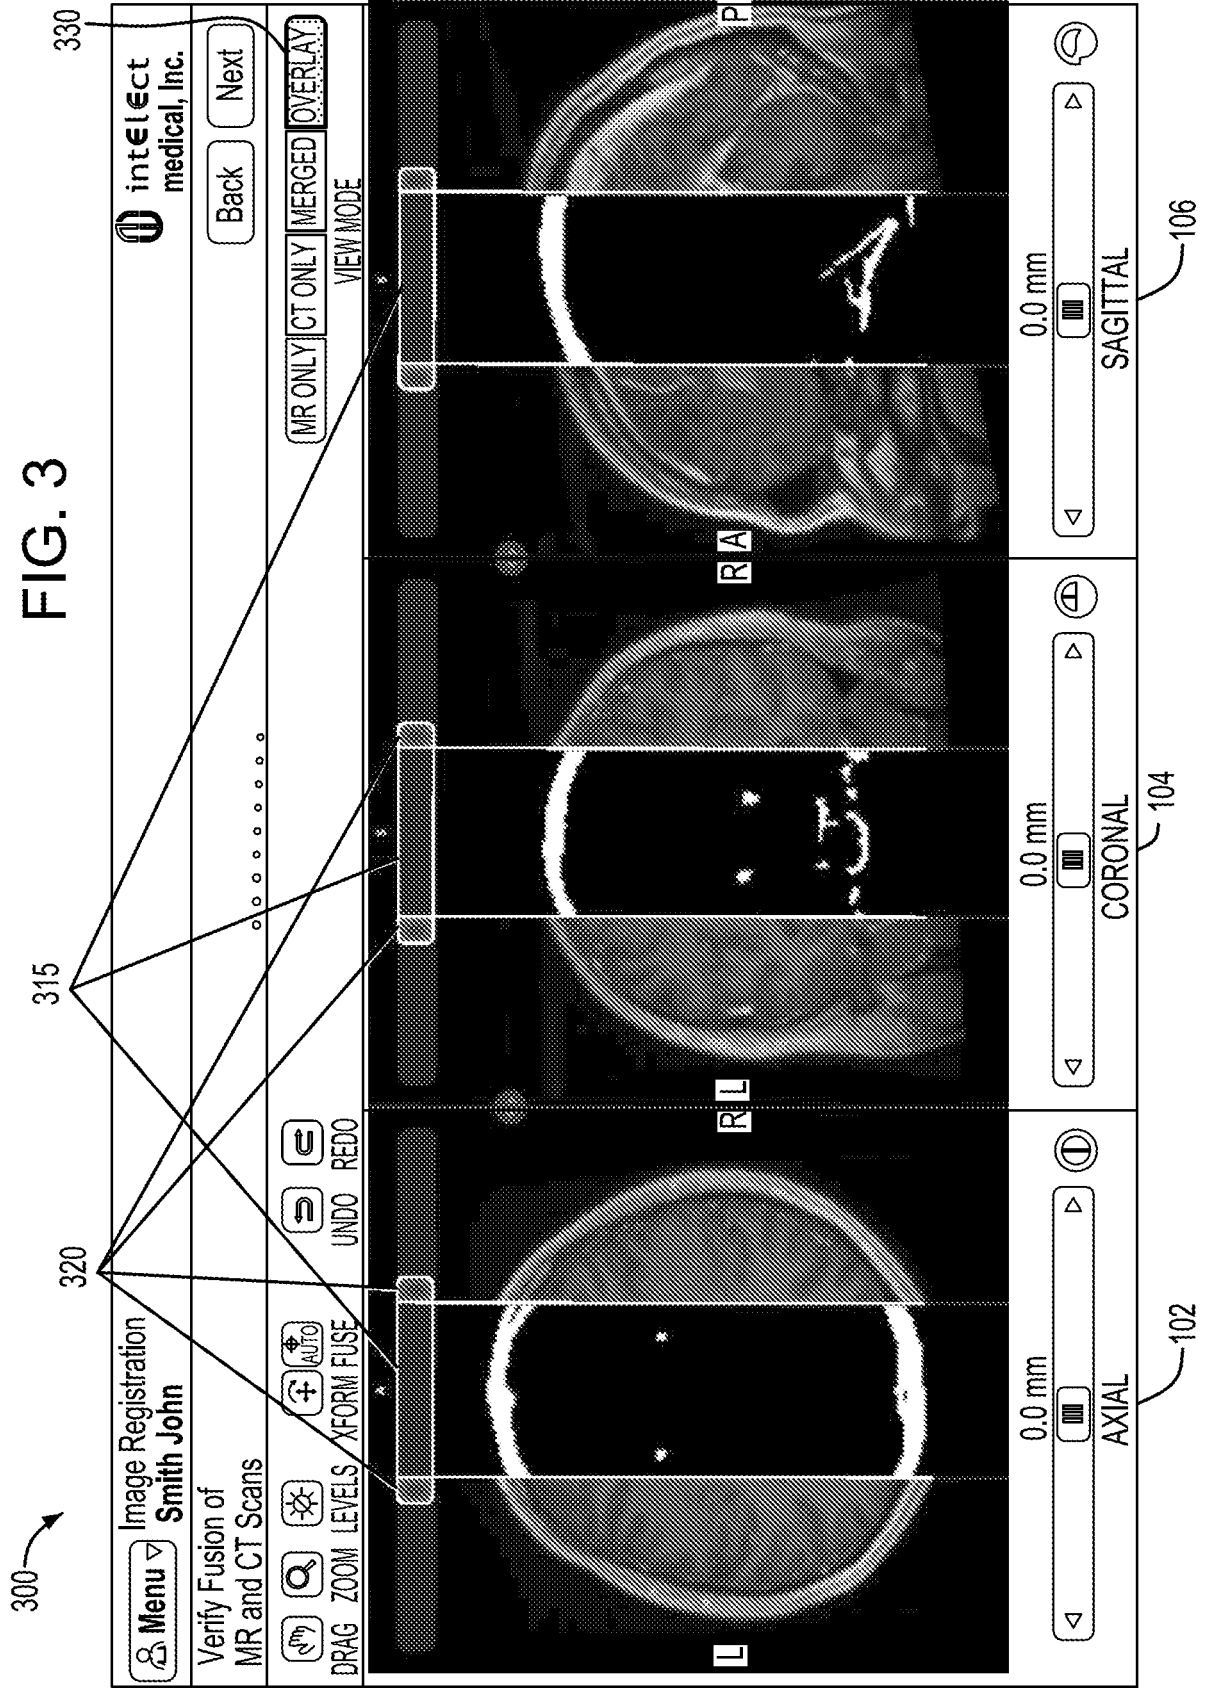 FIG. 3
300
Menu
Image Registration
Smith John
intelect
medical, Inc.
Verify Fusion of
MR and CT Scans
Back
Next
330
AUTO
DRAG ZOOM LEVELS XFORM FUSE UNDO REDO
MR ONLY CT ONLY MERGED OVERLAY
VIEW MODE
320
315
L R
L R
A P
0.0 mm
AXIAL
102
0.0 mm
CORONAL
104
0.0 mm
SAGITTAL
106